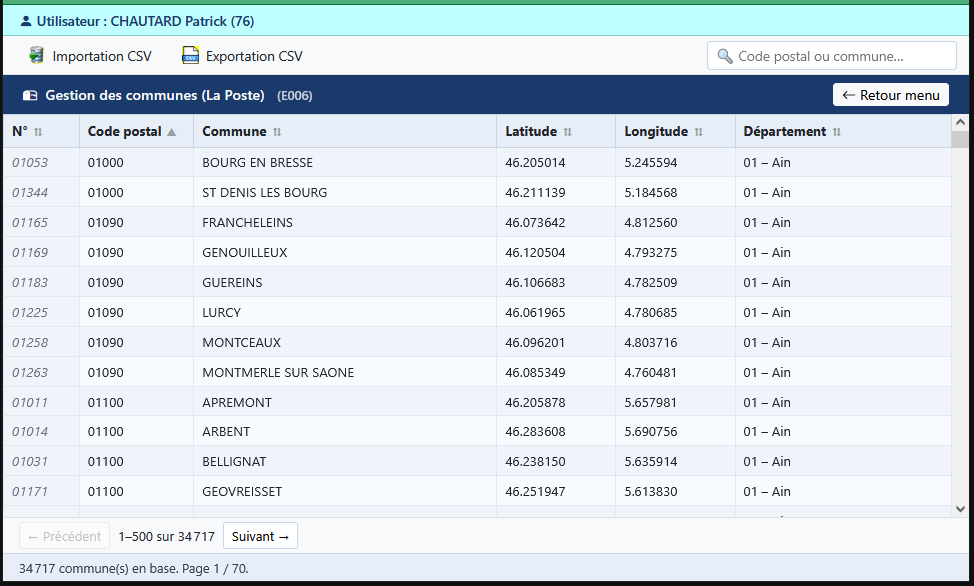 Utilisateur : CHAUTARD Patrick (76)
Importation CSV Exportation CSV Code postal ou commune...
Gestion des communes (La Poste) (E006) ← Retour menu
N° ⇅ Code postal ▲ Commune ⇅ Latitude ⇅ Longitude ⇅ Département ⇅
01053 01000 BOURG EN BRESSE 46.205014 5.245594 01 – Ain
01344 01000 ST DENIS LES BOURG 46.211139 5.184568 01 – Ain
01165 01090 FRANCHELEINS 46.073642 4.812560 01 – Ain
01169 01090 GENOUILLEUX 46.120504 4.793275 01 – Ain
01183 01090 GUEREINS 46.106683 4.782509 01 – Ain
01225 01090 LURCY 46.061965 4.780685 01 – Ain
01258 01090 MONTCEAUX 46.096201 4.803716 01 – Ain
01263 01090 MONTMERLE SUR SAONE 46.085349 4.760481 01 – Ain
01011 01100 APREMONT 46.205878 5.657981 01 – Ain
01014 01100 ARBENT 46.283608 5.690756 01 – Ain
01031 01100 BELLIGNAT 46.238150 5.635914 01 – Ain
01171 01100 GEOVREISSET 46.251947 5.613830 01 – Ain
← Précédent 1–500 sur 34 717 Suivant →
34 717 commune(s) en base. Page 1 / 70.